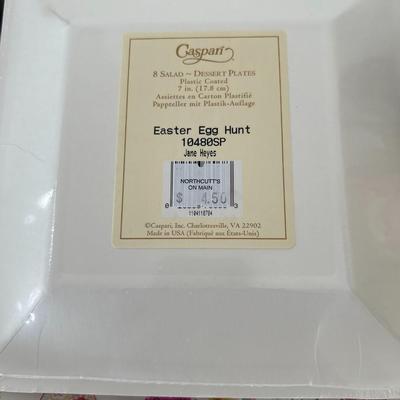 Caspari
8 Salad ~ Dessert Plates
Plastic Coated
7 in. (17.8 cm)
Assiettes en Carton Plastifié
Pappteller mit Plastik-Auflage
Easter Egg Hunt
10480SP
Jane Heyes
NORTHCUTT'S
ON MAIN
$ 4.50
1104110704
©Caspari, Inc. Charlottesville, VA 22902
Made in USA (Fabriqué aux États-Unis)